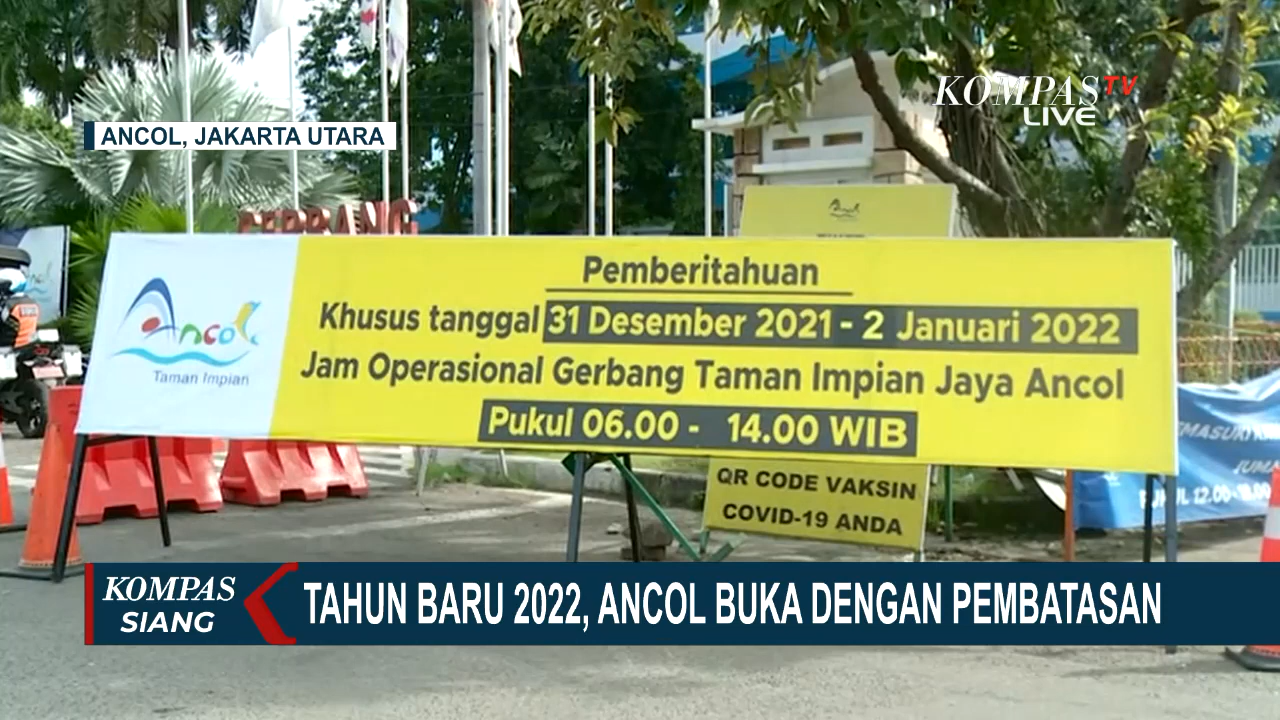 KOMPASTV
LIVE
ANCOL, JAKARTA UTARA
GERBANG
Ancol
Taman Impian
Pemberitahuan
Khusus tanggal 31 Desember 2021 - 2 Januari 2022
Jam Operasional Gerbang Taman Impian Jaya Ancol
Pukul 06.00 - 14.00 WIB
QR CODE VAKSIN
COVID-19 ANDA
KOMPAS
SIANG
TAHUN BARU 2022, ANCOL BUKA DENGAN PEMBATASAN